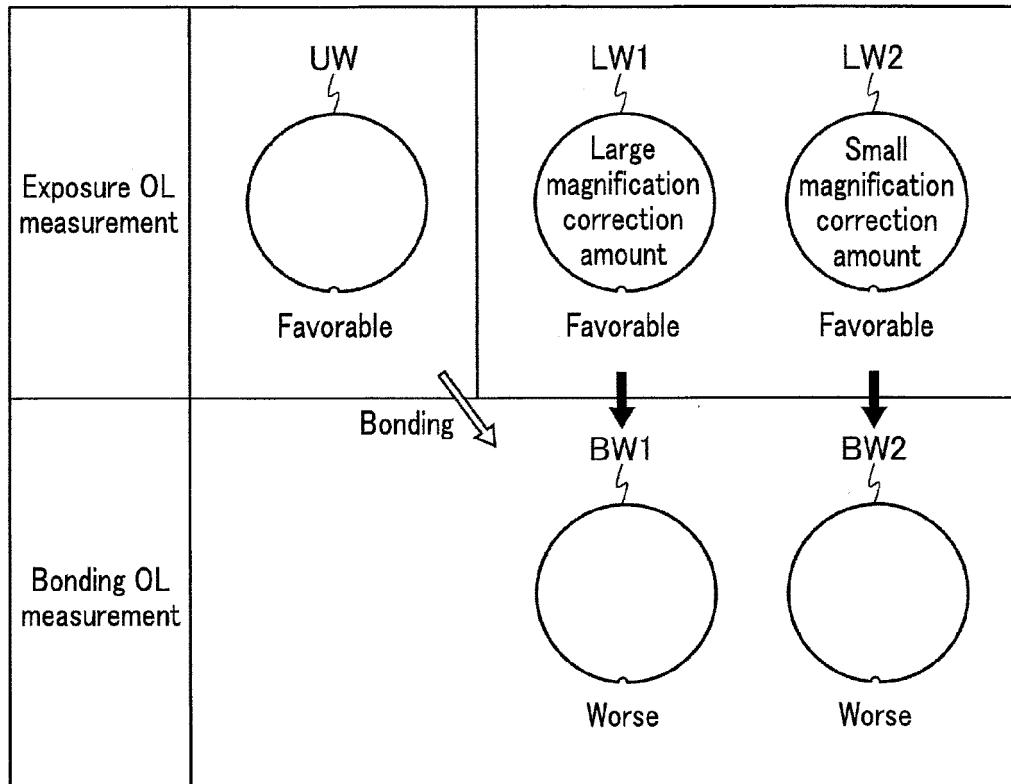 Exposure OL
measurement
UW
Favorable
LW1
Large
magnification
correction
amount
Favorable
LW2
Small
magnification
correction
amount
Favorable
Bonding
Bonding OL
measurement
BW1
Worse
BW2
Worse